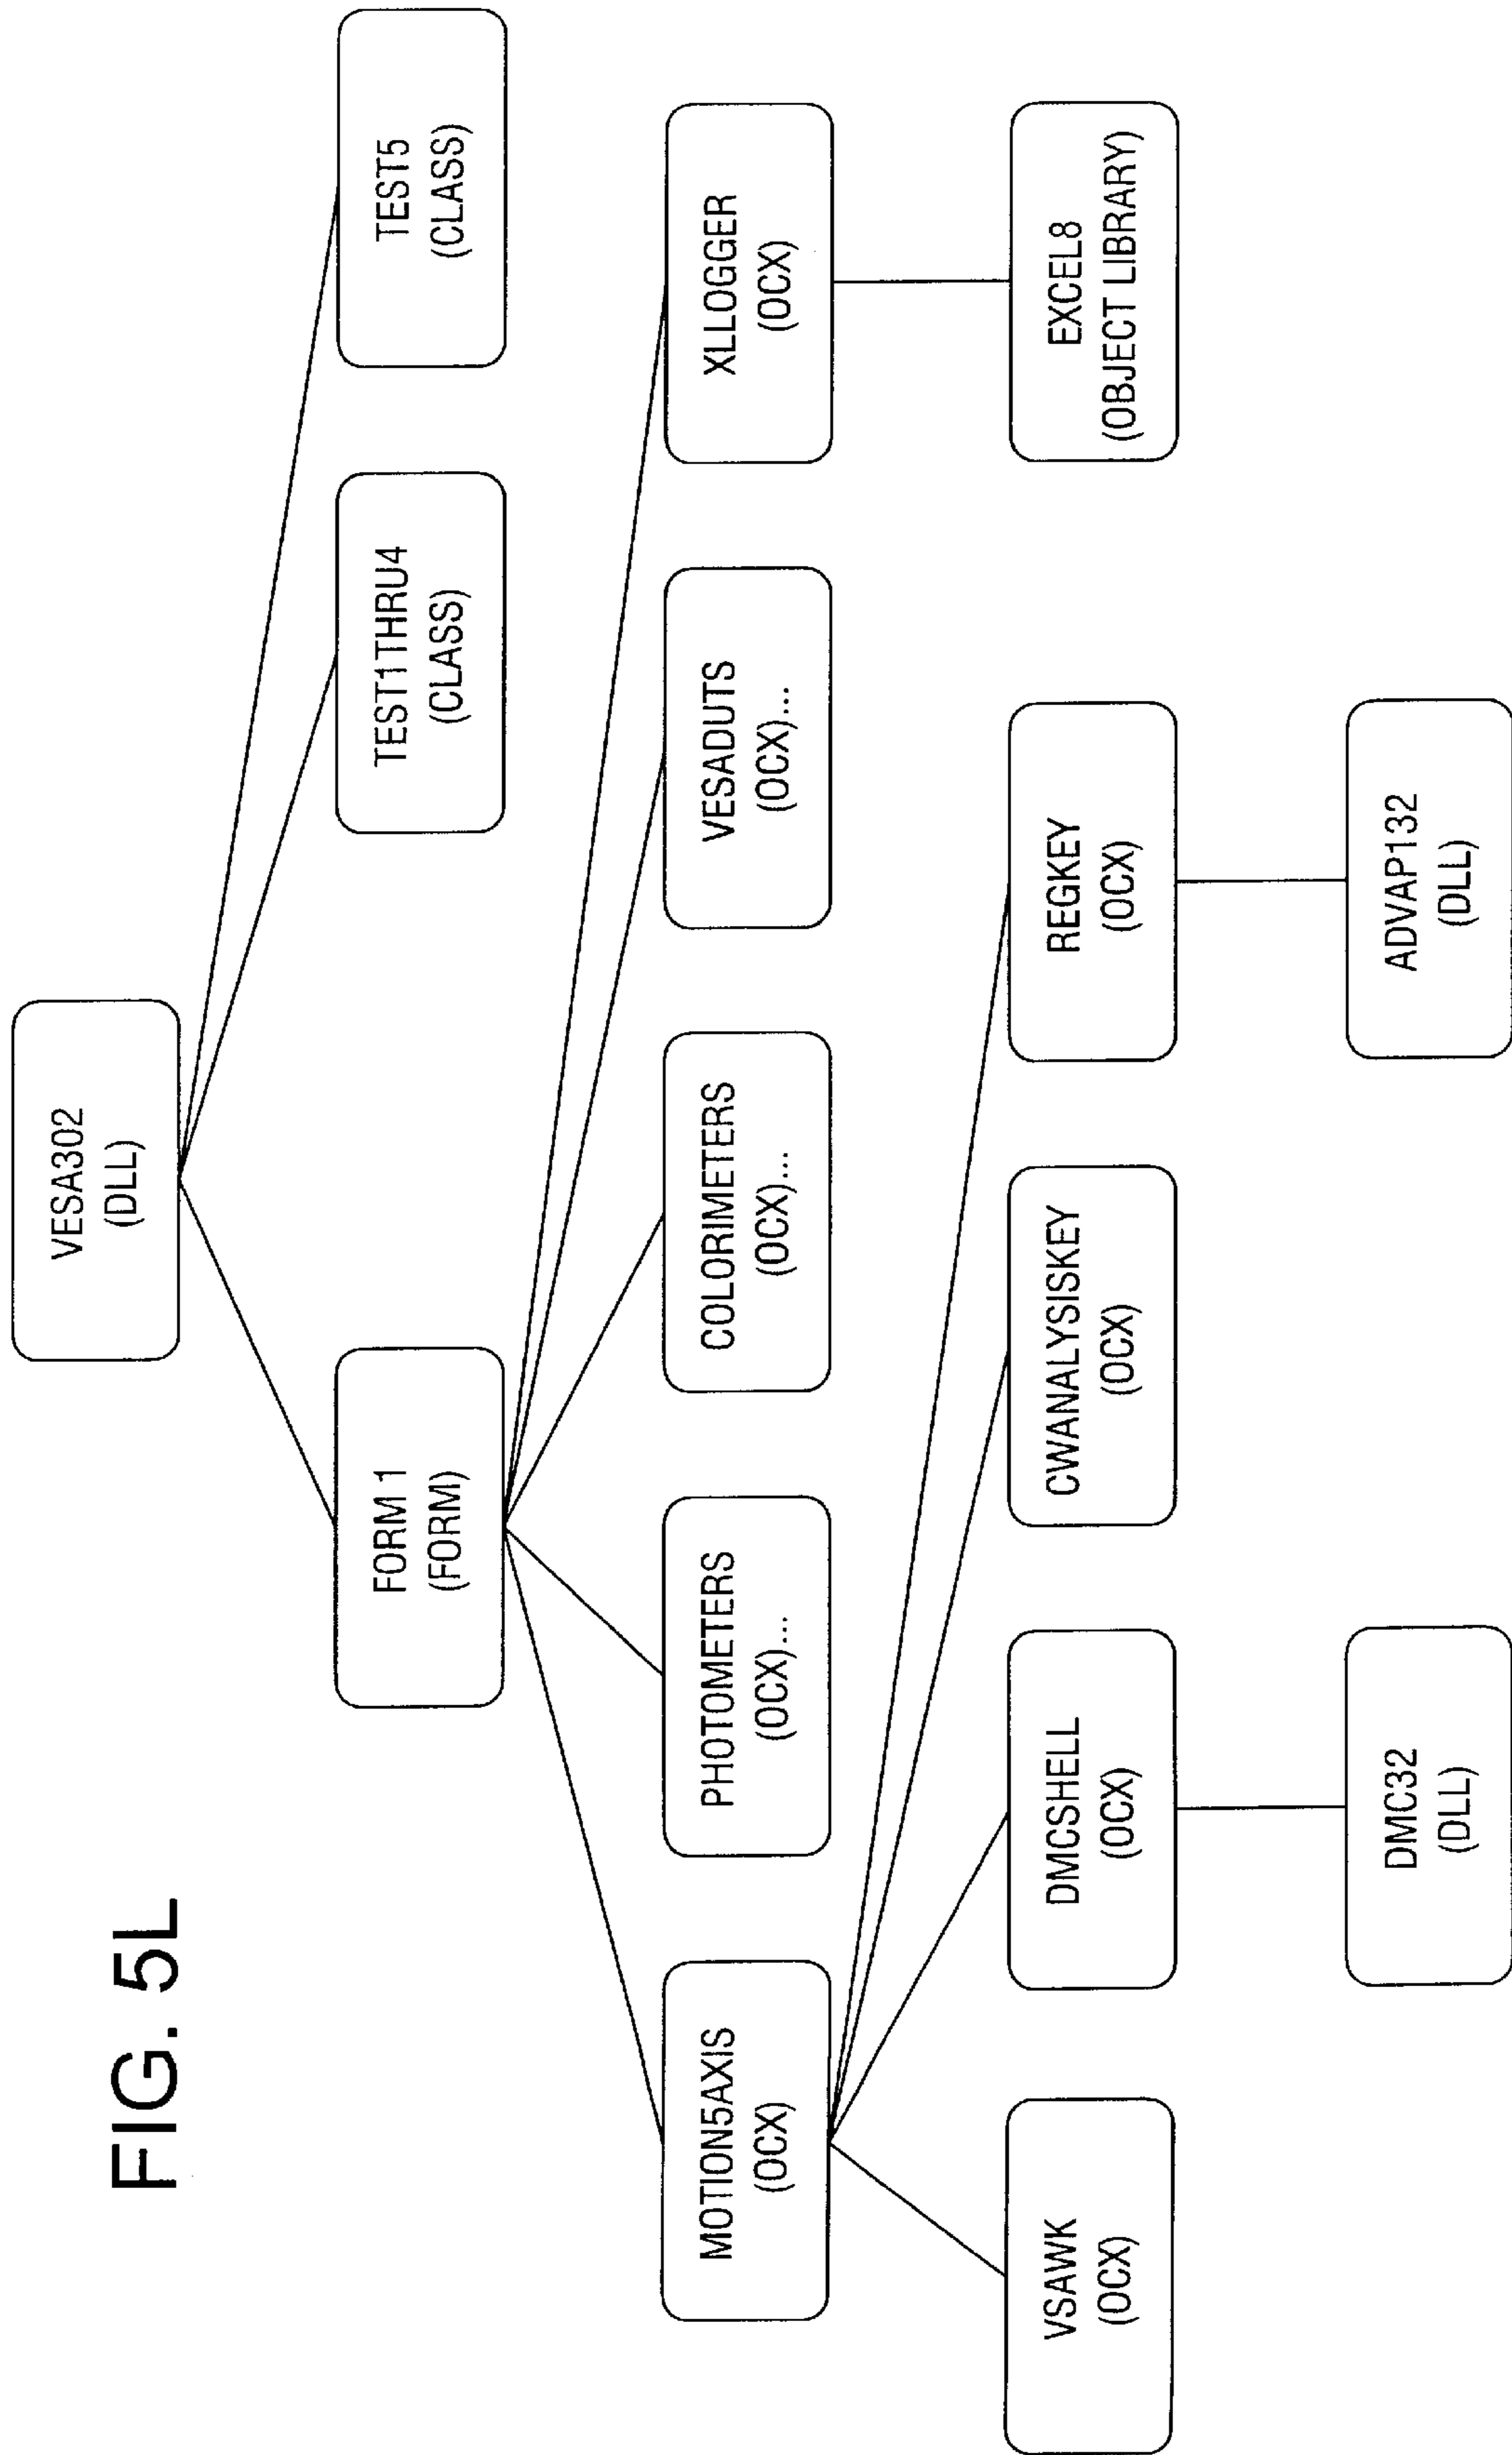 FIG. 5L
VESA302
(DLL)
FORM 1
(FORM)
TEST1THRU4
(CLASS)
TEST5
(CLASS)
MOTION5AXIS
(OCX)
PHOTOMETERS
(OCX)...
COLORIMETERS
(OCX)...
VESADUTS
(OCX)...
XLLOGGER
(OCX)
VSAWK
(OCX)
DMCSHELL
(OCX)
CWANALYSISKEY
(OCX)
REGKEY
(OCX)
EXCEL8
(OBJECT LIBRARY)
DMC32
(DLL)
ADVAP132
(DLL)